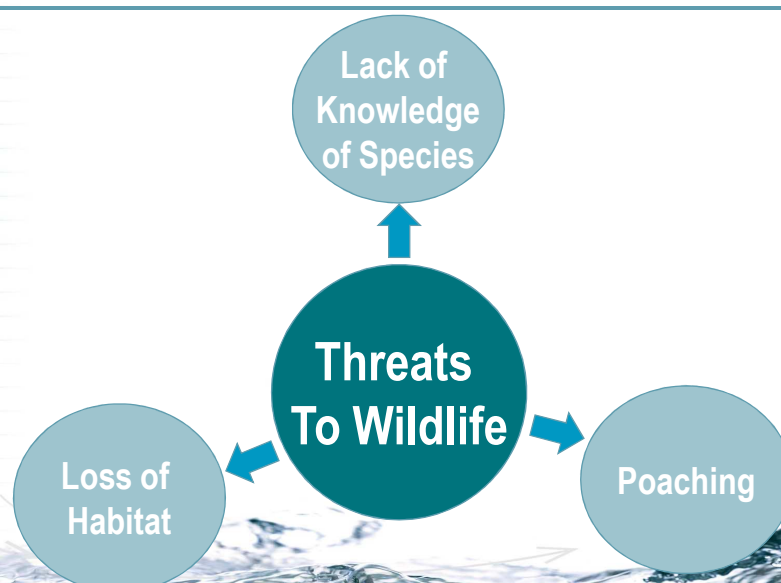 Lack of
Knowledge
of Species
Threats
To Wildlife
Loss of
Habitat
Poaching